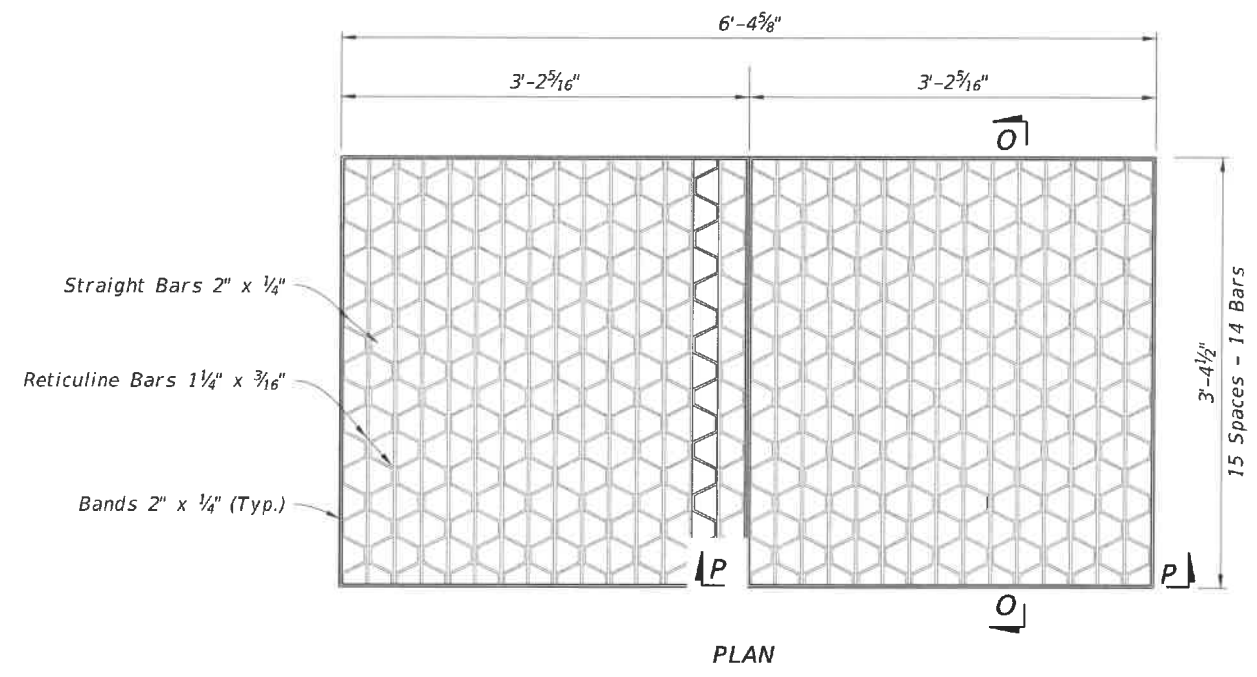 6'-4⅝"
3'-2⁵⁄₁₆"
3'-2⁵⁄₁₆"
O
Straight Bars 2" x ¼"
Reticuline Bars 1¼" x ³⁄₁₆"
Bands 2" x ¼" (Typ.)
3'-4½"
15 Spaces - 14 Bars
P
P
O
PLAN